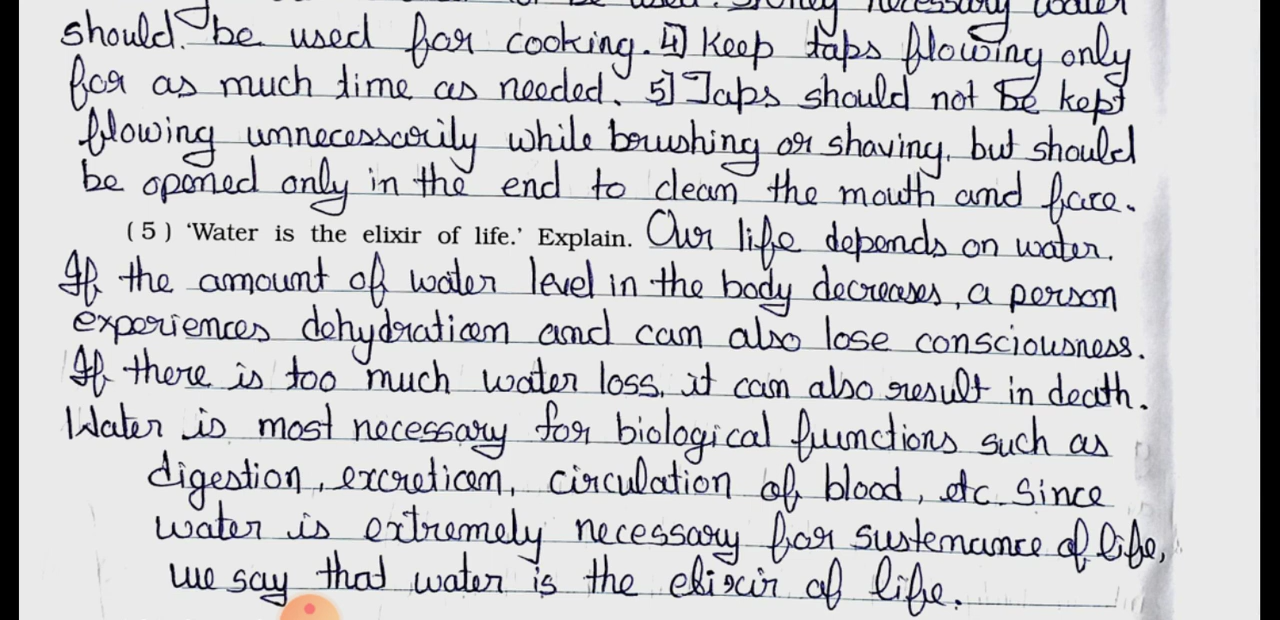 be used. 3] Only necessary water
should be used for cooking. 4] Keep taps flowing only
for as much time as needed. 5] Taps should not be kept
flowing unnecessarily while brushing or shaving, but should
be opened only in the end to clean the mouth and face.
(5) 'Water is the elixir of life.' Explain. Our life depends on water.
If the amount of water level in the body decreases, a person
experiences dehydration and can also lose consciousness.
If there is too much water loss, it can also result in death.
Water is most necessary for biological functions such as
digestion, excretion, circulation of blood, etc. Since
water is extremely necessary for sustenance of life,
we say that water is the elixir of life.